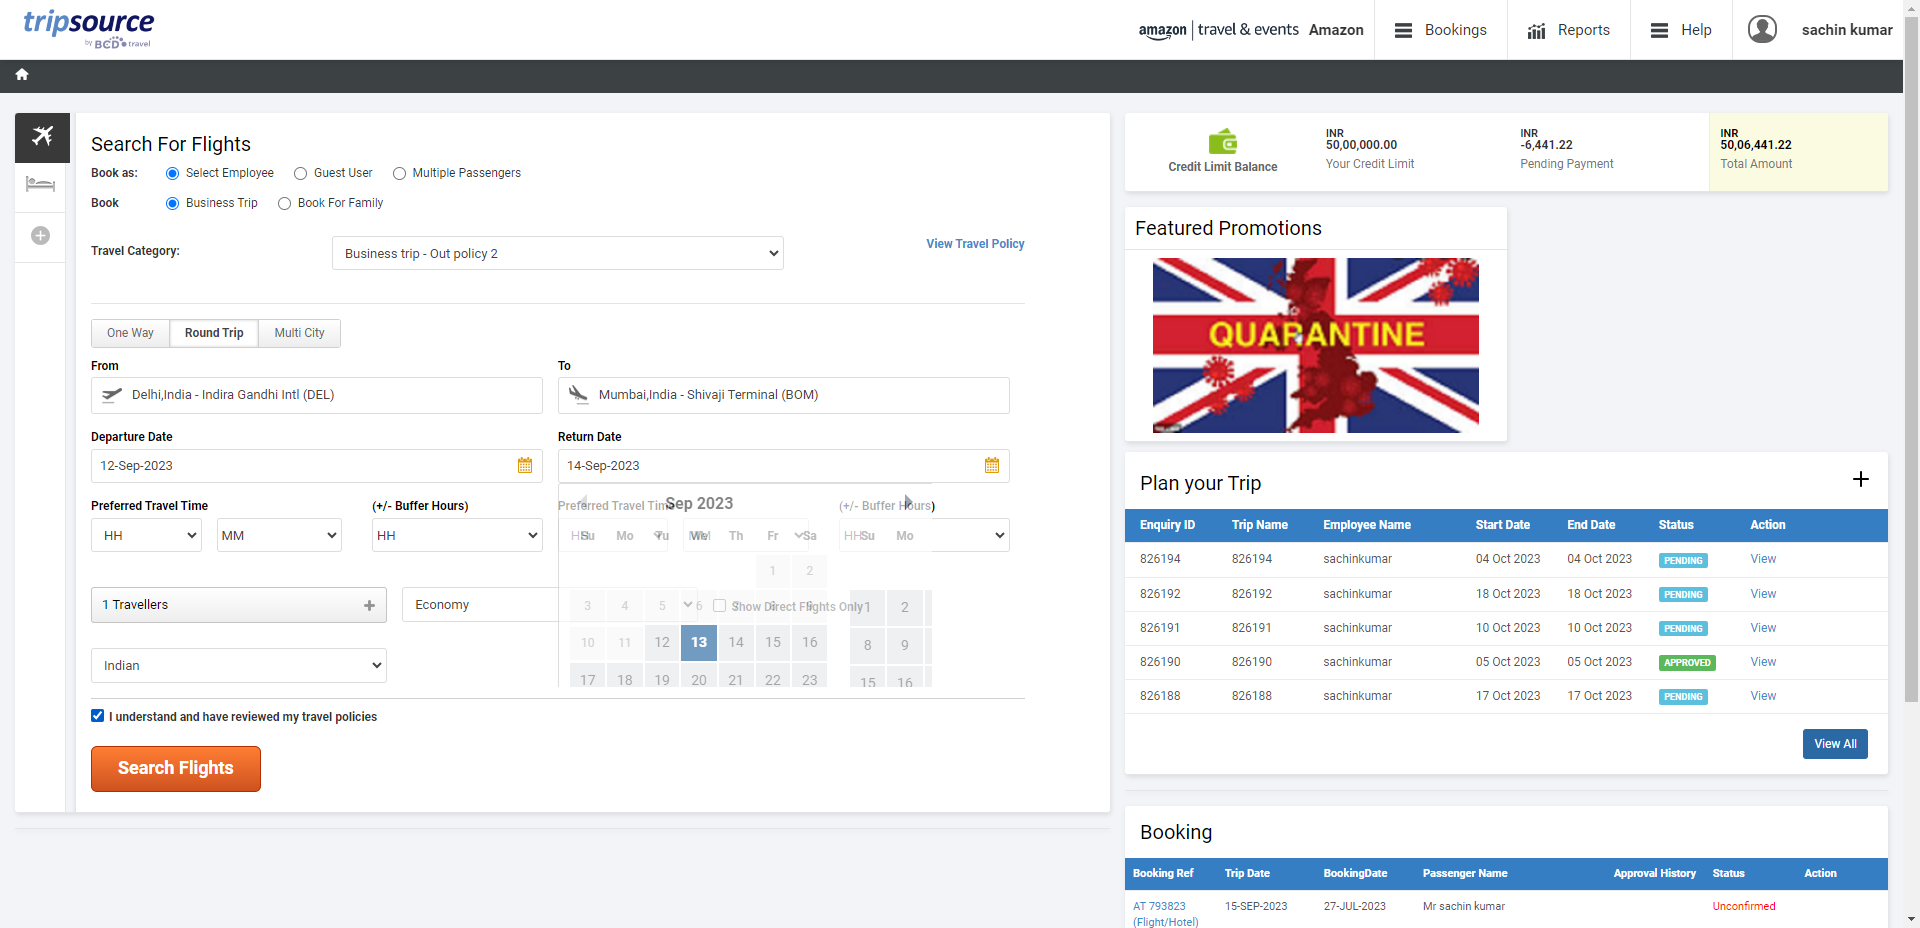 tripsource
by BCD travel
amazon | travel & events Amazon
Bookings
Reports
Help
sachin kumar
Search For Flights
Book as: Select Employee Guest User Multiple Passengers
Book Business Trip Book For Family
Travel Category: Business trip - Out policy 2 View Travel Policy
One Way Round Trip Multi City
From To
Delhi,India - Indira Gandhi Intl (DEL) Mumbai,India - Shivaji Terminal (BOM)
Departure Date Return Date
12-Sep-2023 14-Sep-2023
Preferred Travel Time (+/- Buffer Hours) Preferred Travel Time (+/- Buffer Hours)
HH MM HH HH MM HH
Sep 2023
Su Mo Tu We Th Fr Sa Su Mo
1 2
3 4 5 6 7 8 9 1 2
10 11 12 13 14 15 16 8 9
17 18 19 20 21 22 23 15 16
1 Travellers Economy Show Direct Flights Only
Indian
I understand and have reviewed my travel policies
Search Flights
Credit Limit Balance
INR
50,00,000.00
Your Credit Limit
INR
-6,441.22
Pending Payment
INR
50,06,441.22
Total Amount
Featured Promotions
QUARANTINE
Plan your Trip
Enquiry ID Trip Name Employee Name Start Date End Date Status Action
826194 826194 sachinkumar 04 Oct 2023 04 Oct 2023 PENDING View
826192 826192 sachinkumar 18 Oct 2023 18 Oct 2023 PENDING View
826191 826191 sachinkumar 10 Oct 2023 10 Oct 2023 PENDING View
826190 826190 sachinkumar 05 Oct 2023 05 Oct 2023 APPROVED View
826188 826188 sachinkumar 17 Oct 2023 17 Oct 2023 PENDING View
View All
Booking
Booking Ref Trip Date BookingDate Passenger Name Approval History Status Action
AT 793823 15-SEP-2023 27-JUL-2023 Mr sachin kumar Unconfirmed
(Flight/Hotel)